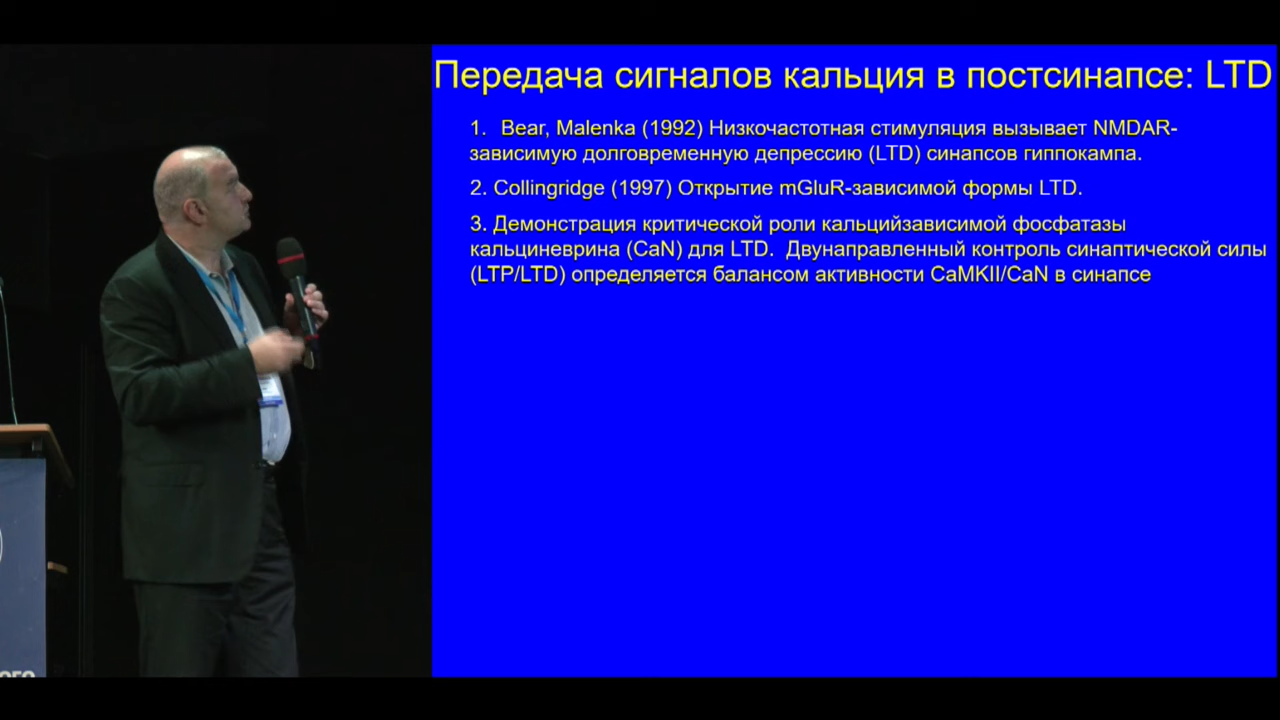 Передача сигналов кальция в постсинапсе: LTD
1. Bear, Malenka (1992) Низкочастотная стимуляция вызывает NMDAR-
зависимую долговременную депрессию (LTD) синапсов гиппокампа.
2. Collingridge (1997) Открытие mGluR-зависимой формы LTD.
3. Демонстрация критической роли кальцийзависимой фосфатазы
кальциневрина (CaN) для LTD. Двунаправленный контроль синаптической силы
(LTP/LTD) определяется балансом активности CaMKII/CaN в синапсе